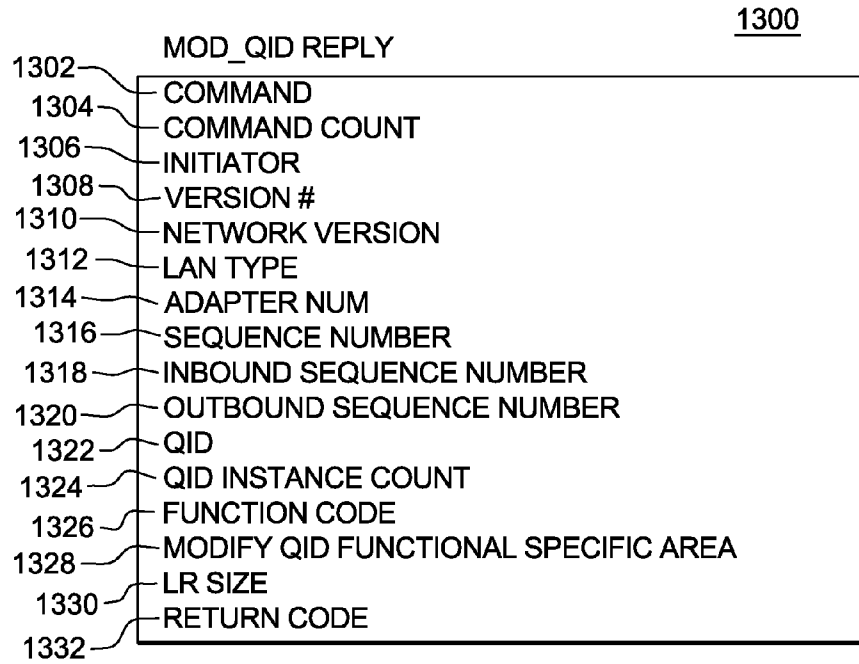 1300
MOD_QID REPLY
1302 COMMAND
1304 COMMAND COUNT
1306 INITIATOR
1308 VERSION #
1310 NETWORK VERSION
1312 LAN TYPE
1314 ADAPTER NUM
1316 SEQUENCE NUMBER
1318 INBOUND SEQUENCE NUMBER
1320 OUTBOUND SEQUENCE NUMBER
1322 QID
1324 QID INSTANCE COUNT
1326 FUNCTION CODE
1328 MODIFY QID FUNCTIONAL SPECIFIC AREA
1330 LR SIZE
1332 RETURN CODE